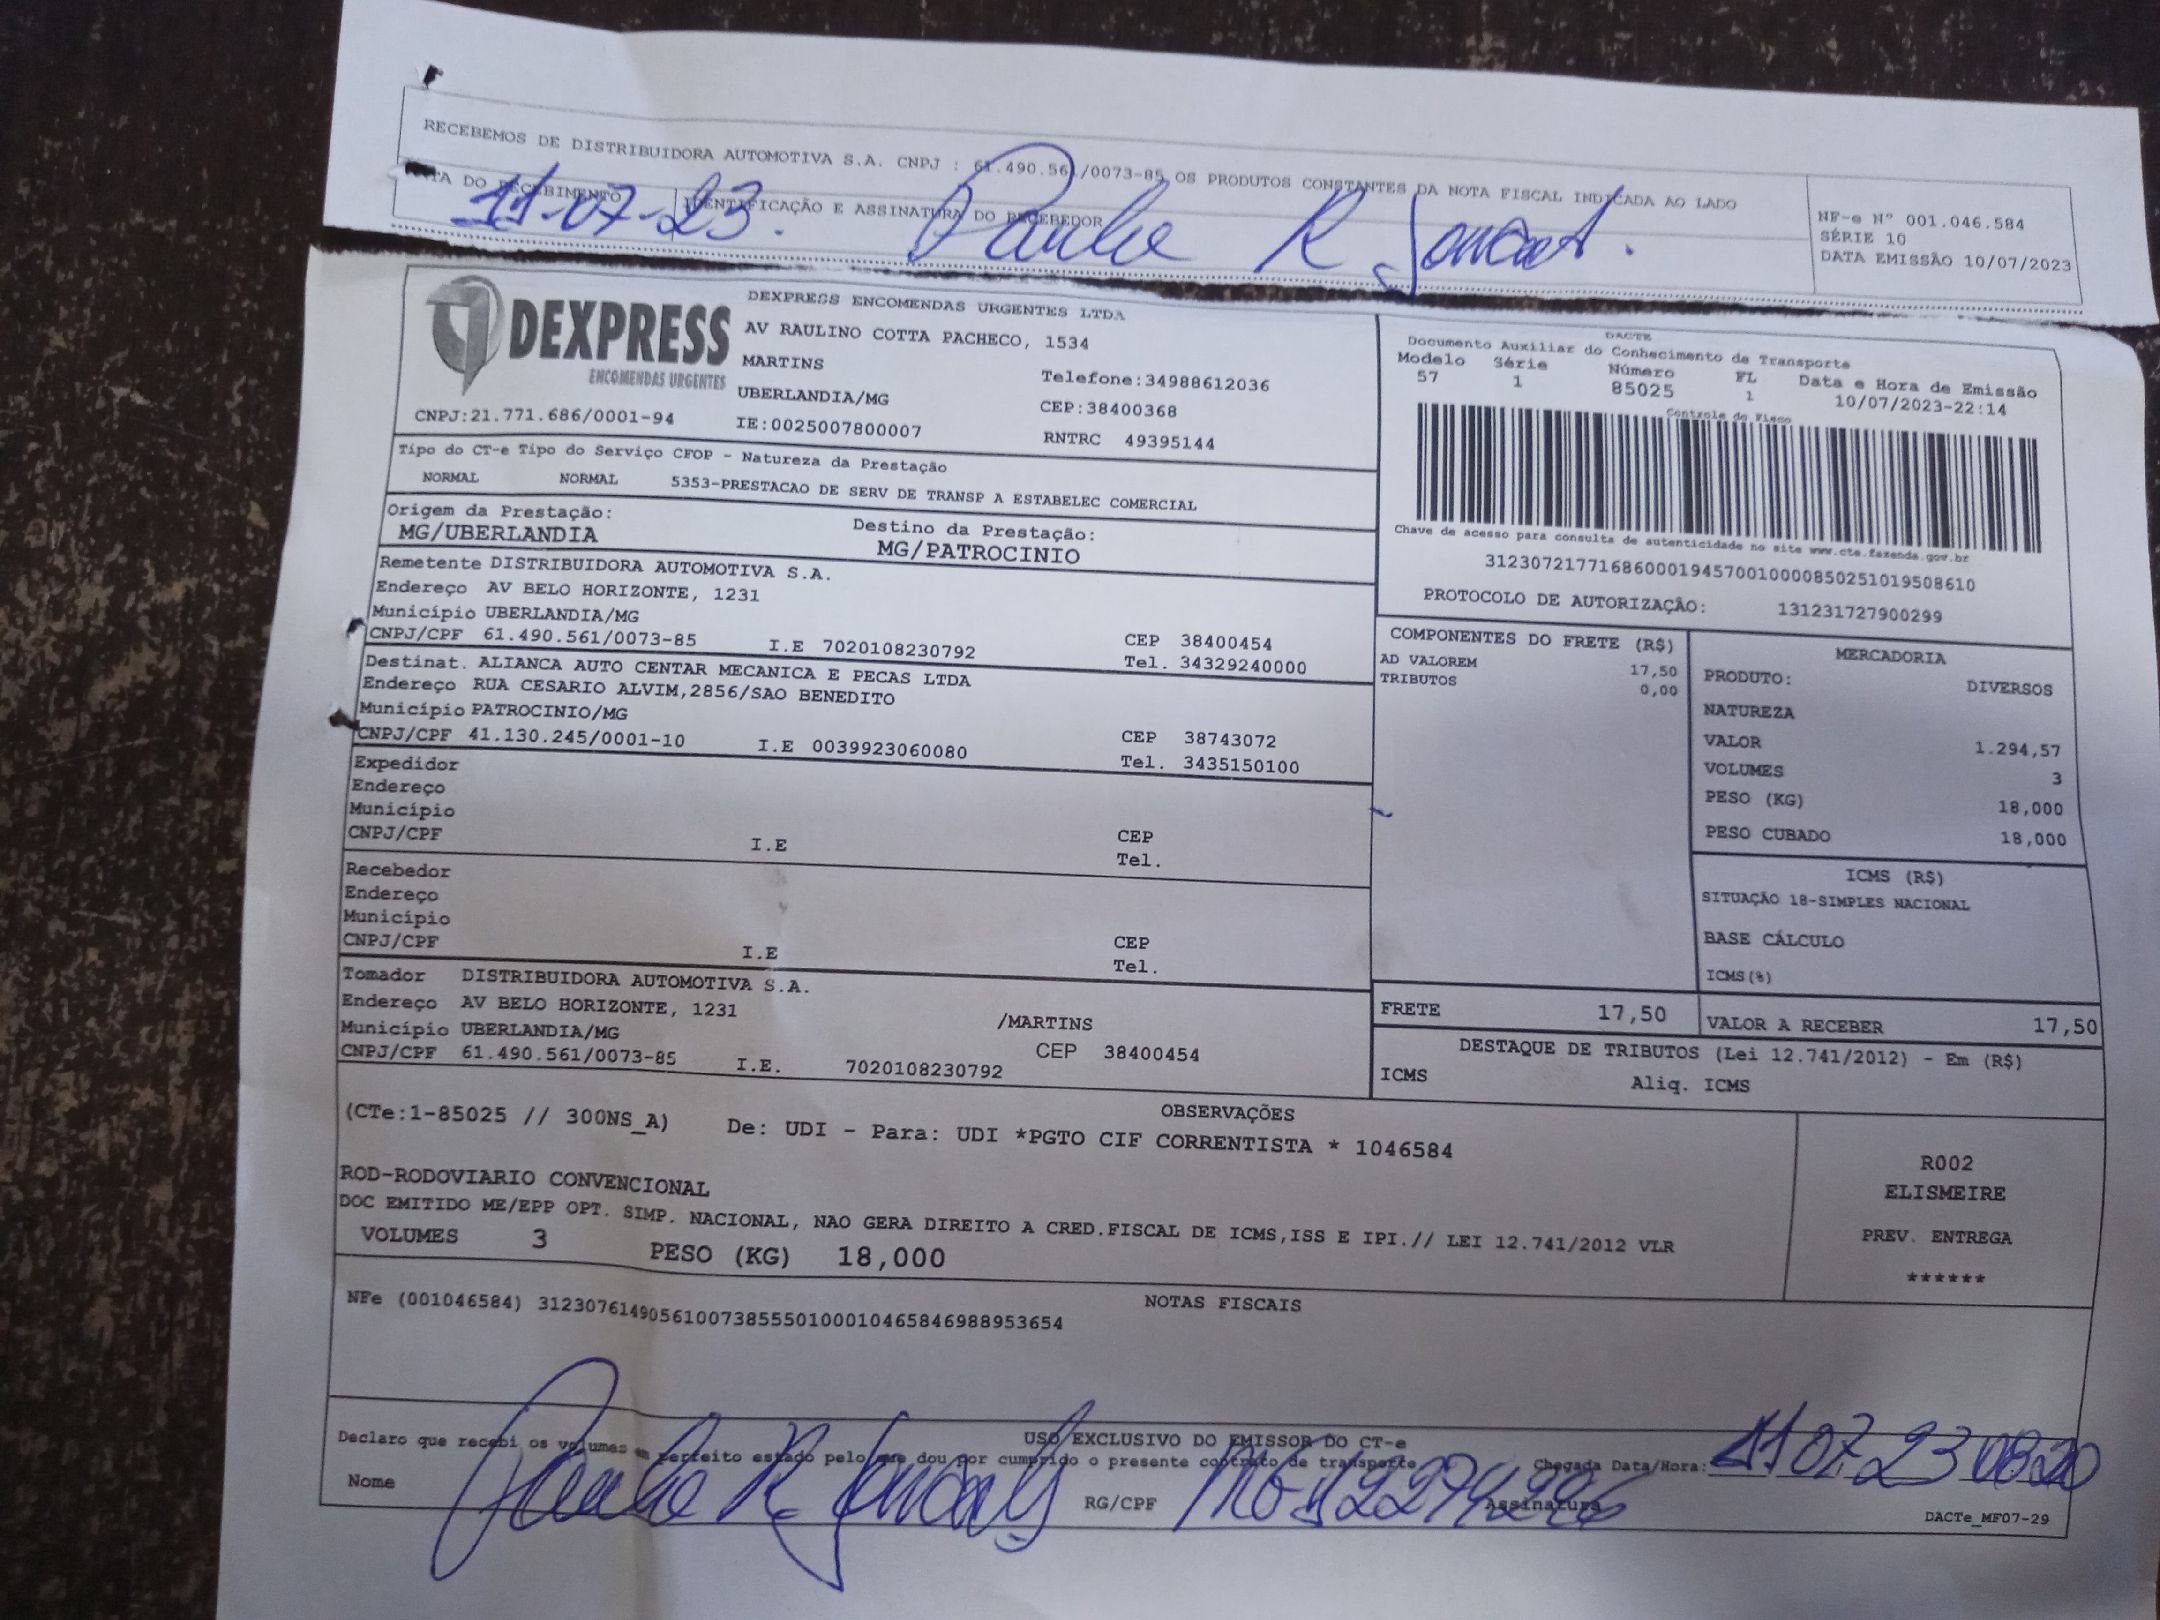 RECEBEMOS DE DISTRIBUIDORA AUTOMOTIVA S.A. CNPJ : 61.490.561/0073-85 OS PRODUTOS CONSTANTES DA NOTA FISCAL INDICADA AO LADO
DATA DO RECEBIMENTO IDENTIFICAÇÃO E ASSINATURA DO RECEBEDOR
11-07-23.
NF-e N° 001.046.584
SÉRIE 10
DATA EMISSÃO 10/07/2023
DEXPRESS
ENCOMENDAS URGENTES
CNPJ:21.771.686/0001-94
DEXPRESS ENCOMENDAS URGENTES LTDA
AV RAULINO COTTA PACHECO, 1534
MARTINS
UBERLANDIA/MG
IE:0025007800007
Telefone:34988612036
CEP:38400368
RNTRC 49395144
DACTE
Documento Auxiliar do Conhecimento de Transporte
Modelo Série Número FL Data e Hora de Emissão
57 1 85025 1 10/07/2023-22:14
Controle do Fisco
Chave de acesso para consulta de autenticidade no site www.cte.fazenda.gov.br
31230721771686000194570010000850251019508610
PROTOCOLO DE AUTORIZAÇÃO: 131231727900299
Tipo do CT-e Tipo do Serviço CFOP - Natureza da Prestação
NORMAL NORMAL 5353-PRESTACAO DE SERV DE TRANSP A ESTABELEC COMERCIAL
Origem da Prestação: Destino da Prestação:
MG/UBERLANDIA MG/PATROCINIO
Remetente DISTRIBUIDORA AUTOMOTIVA S.A.
Endereço AV BELO HORIZONTE, 1231
Município UBERLANDIA/MG
CNPJ/CPF 61.490.561/0073-85 I.E 7020108230792
CEP 38400454
Tel. 34329240000
Destinat. ALIANCA AUTO CENTAR MECANICA E PECAS LTDA
Endereço RUA CESARIO ALVIM,2856/SAO BENEDITO
Município PATROCINIO/MG
CNPJ/CPF 41.130.245/0001-10 I.E 0039923060080
CEP 38743072
Tel. 3435150100
Expedidor
Endereço
Município
CNPJ/CPF I.E
CEP
Tel.
Recebedor
Endereço
Município
CNPJ/CPF I.E
CEP
Tel.
Tomador DISTRIBUIDORA AUTOMOTIVA S.A.
Endereço AV BELO HORIZONTE, 1231 /MARTINS
Município UBERLANDIA/MG CEP 38400454
CNPJ/CPF 61.490.561/0073-85 I.E. 7020108230792
COMPONENTES DO FRETE (R$)
AD VALOREM 17,50
TRIBUTOS 0,00
MERCADORIA
PRODUTO: DIVERSOS
NATUREZA
VALOR 1.294,57
VOLUMES 3
PESO (KG) 18,000
PESO CUBADO 18,000
ICMS (R$)
SITUAÇÃO 18-SIMPLES NACIONAL
BASE CÁLCULO
ICMS(%)
FRETE 17,50 VALOR A RECEBER 17,50
DESTAQUE DE TRIBUTOS (Lei 12.741/2012) - Em (R$)
ICMS Aliq. ICMS
OBSERVAÇÕES
(CTe:1-85025 // 300NS_A) De: UDI - Para: UDI *PGTO CIF CORRENTISTA * 1046584
ROD-RODOVIARIO CONVENCIONAL
DOC EMITIDO ME/EPP OPT. SIMP. NACIONAL, NAO GERA DIREITO A CRED.FISCAL DE ICMS,ISS E IPI.// LEI 12.741/2012 VLR
VOLUMES 3 PESO (KG) 18,000
R002
ELISMEIRE
PREV. ENTREGA
******
NOTAS FISCAIS
NFe (001046584) 31230761490561007385550100010465846988953654
USO EXCLUSIVO DO EMISSOR DO CT-e
Declaro que recebi os volumes em perfeito estado pelo que dou por cumprido o presente contrato de transporte
Chegada Data/Hora: 11 07.23 0820
Nome RG/CPF Assinatura
DACTe_MF07-29